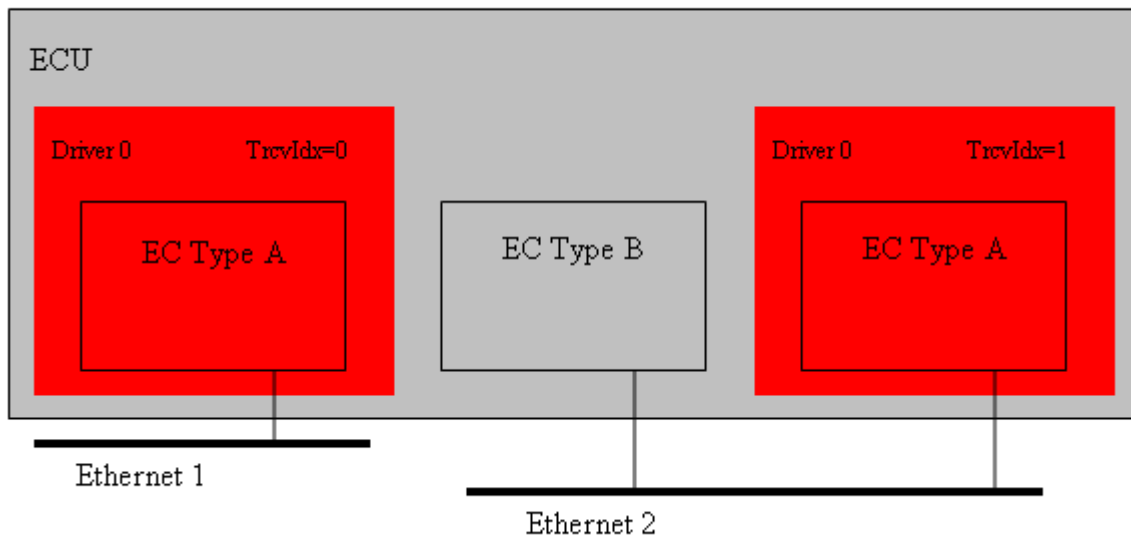 ECU
Driver 0 TrcvIdx=0
EC Type A
EC Type B
Driver 0 TrcvIdx=1
EC Type A
Ethernet 1
Ethernet 2